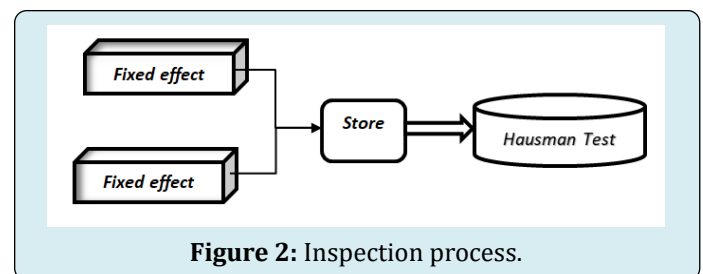 Fixed effect
Store
Hausman Test
Fixed effect
Figure 2: Inspection process.